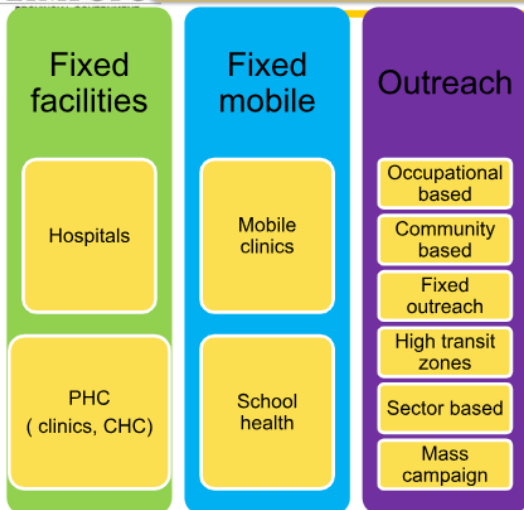 Fixed
facilities
Hospitals
PHC
( clinics, CHC)
Fixed
mobile
Mobile
clinics
School
health
Outreach
Occupational
based
Community
based
Fixed
outreach
High transit
zones
Sector based
Mass
campaign